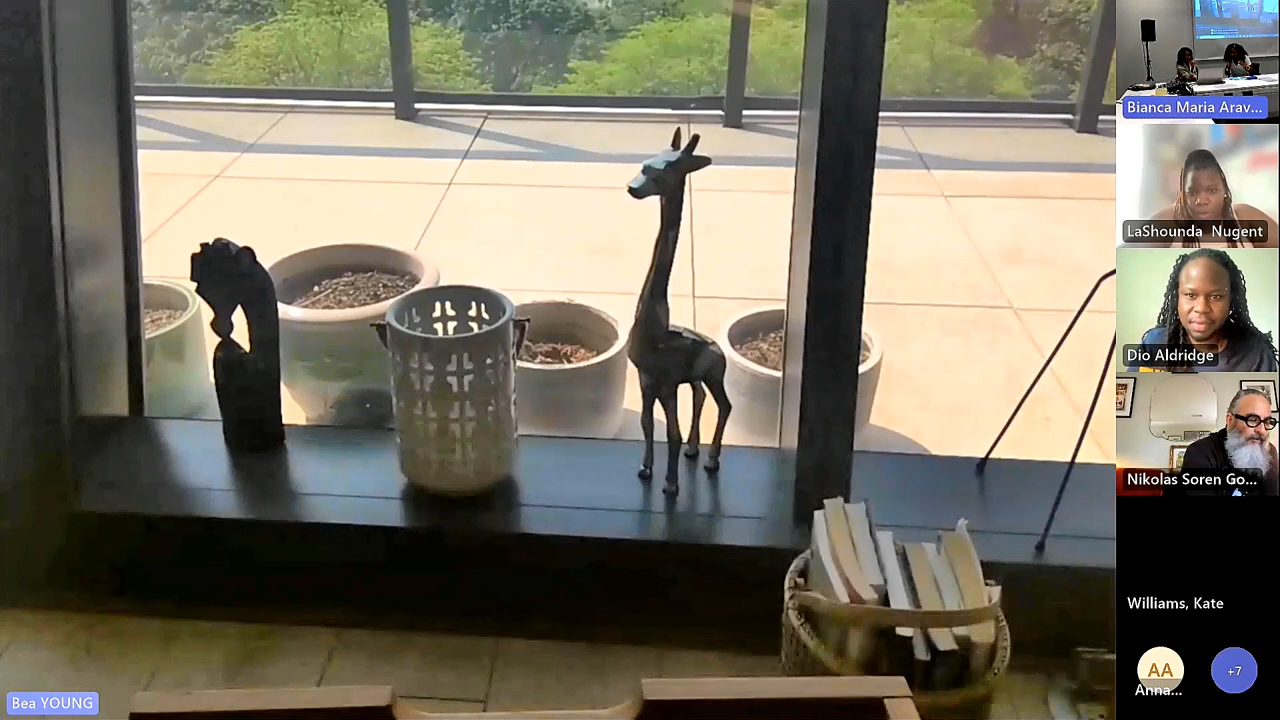 Bianca Maria Arav...
LaShounda Nugent
Dio Aldridge
Nikolas Soren Go...
Williams, Kate
AA
Anna...
+7
Bea YOUNG